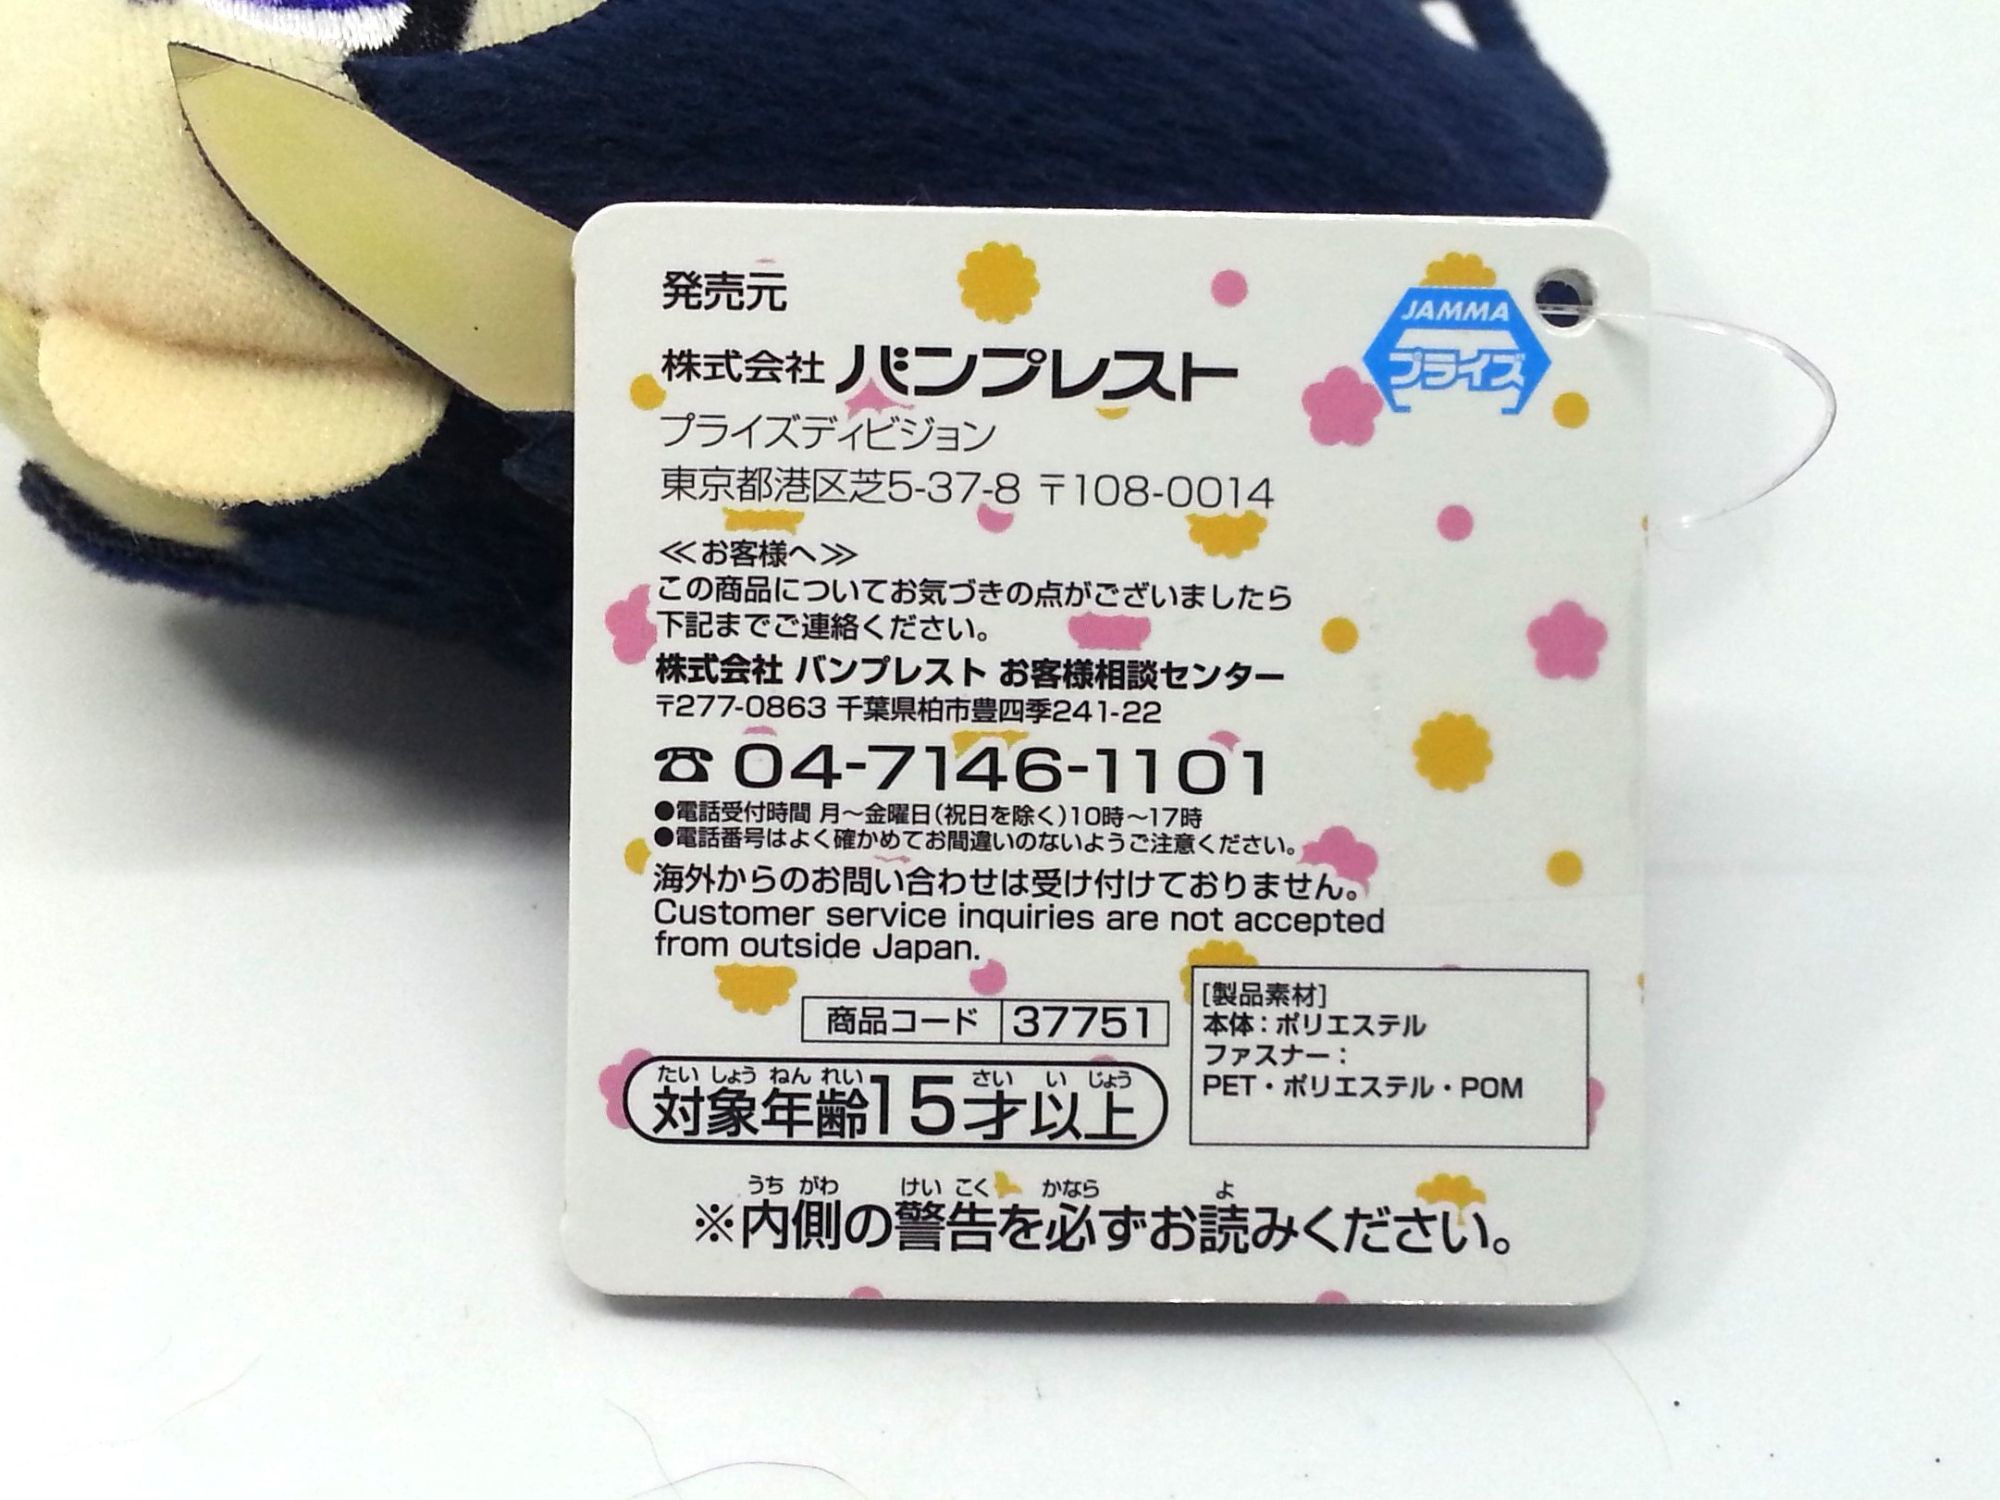 発売元
JAMMA
プライズ
株式会社 バンプレスト
プライズディビジョン
東京都港区芝5-37-8 〒108-0014
≪お客様へ≫
この商品についてお気づきの点がございましたら
下記までご連絡ください。
株式会社 バンプレスト お客様相談センター
〒277-0863 千葉県柏市豊四季241-22
☎ 04-7146-1101
●電話受付時間 月〜金曜日(祝日を除く)10時〜17時
●電話番号はよく確かめてお間違いのないようご注意ください。
海外からのお問い合わせは受け付けておりません。
Customer service inquiries are not accepted
from outside Japan.
商品コード 37751
[製品素材]
本体：ポリエステル
ファスナー：
PET・ポリエステル・POM
たい しょう ねん れい さい い じょう
対象年齢15才以上
うち がわ けい こく かなら よ
※内側の警告を必ずお読みください。